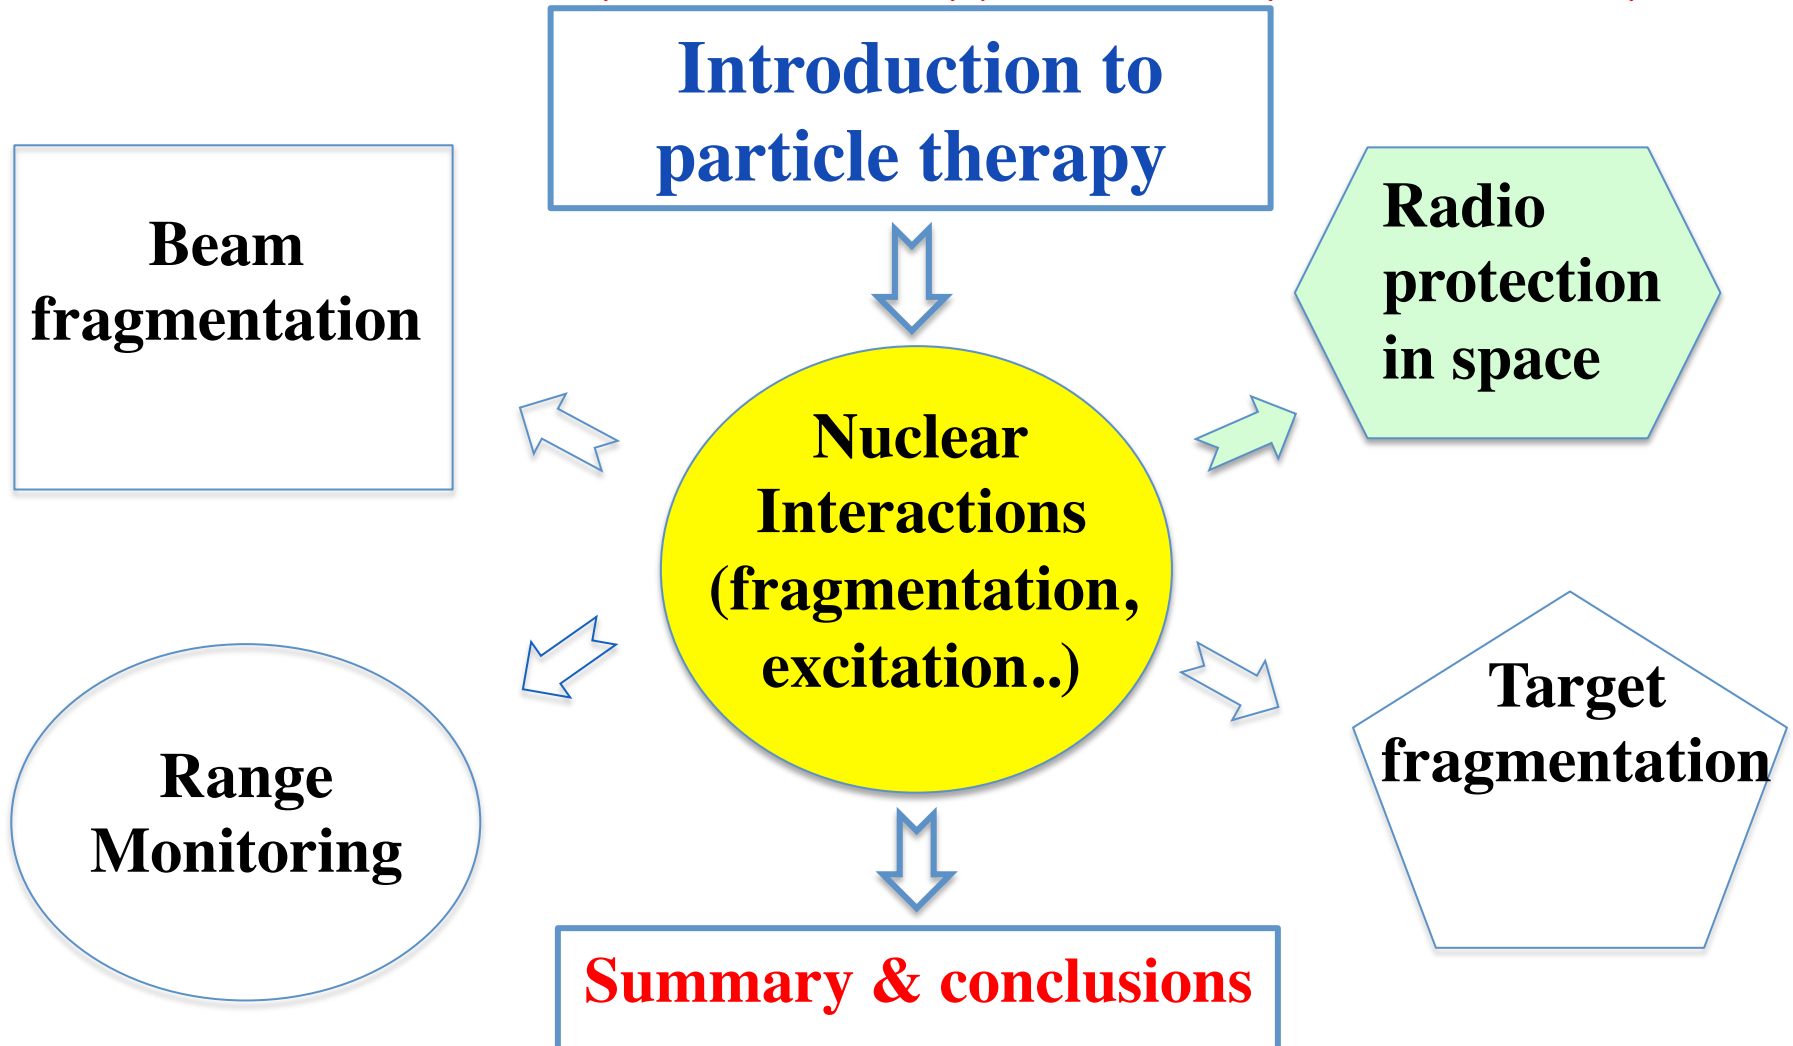 Introduction to
particle therapy
Beam
fragmentation
Radio
protection
in space
Nuclear
Interactions
(fragmentation,
excitation..)
Range
Monitoring
Target
fragmentation
Summary & conclusions